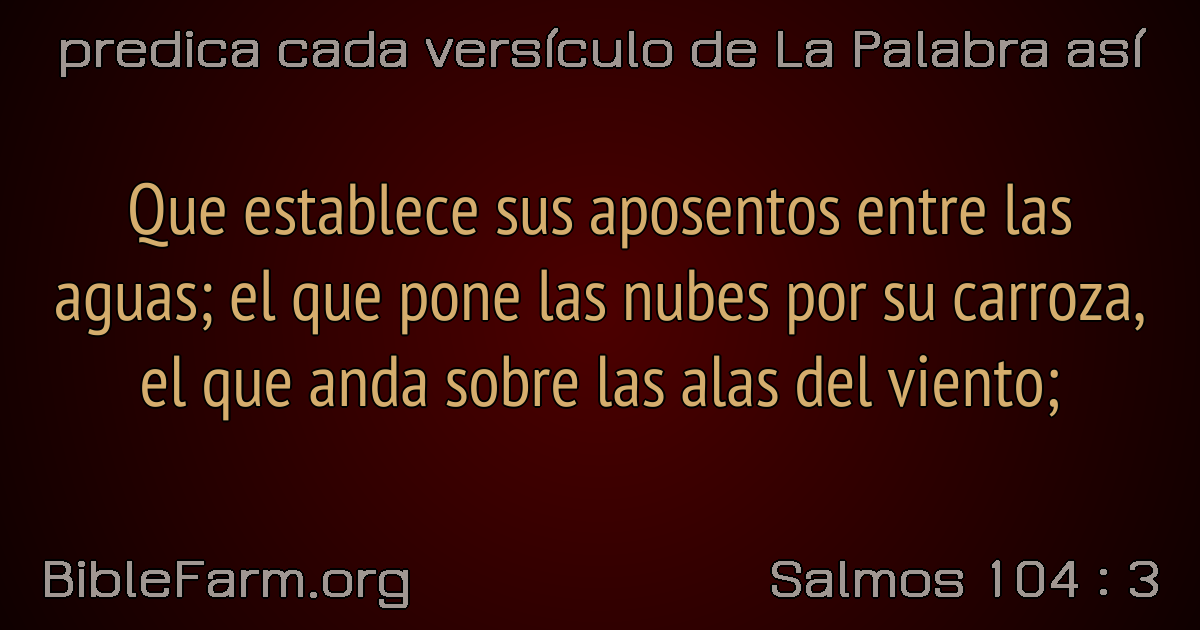 predica cada versículo de La Palabra así
Que establece sus aposentos entre las
aguas; el que pone las nubes por su carroza,
el que anda sobre las alas del viento;
BibleFarm.org
Salmos 104 : 3